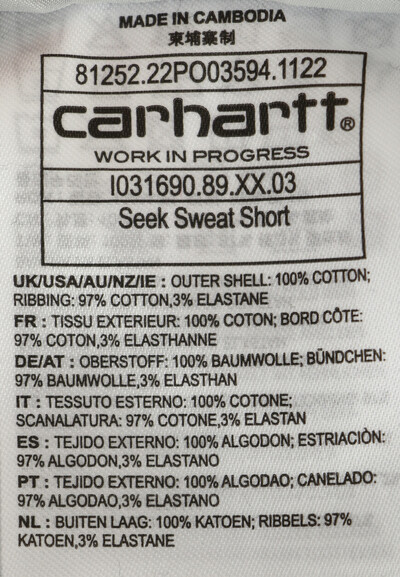 MADE IN CAMBODIA
柬埔寨制
81252.22PO03594.1122
carhartt®
WORK IN PROGRESS
I031690.89.XX.03
Seek Sweat Short
UK/USA/AU/NZ/IE : OUTER SHELL: 100% COTTON;
RIBBING: 97% COTTON,3% ELASTANE
FR : TISSU EXTERIEUR: 100% COTON; BORD CÔTE:
97% COTON,3% ELASTHANNE
DE/AT : OBERSTOFF: 100% BAUMWOLLE; BÜNDCHEN:
97% BAUMWOLLE,3% ELASTHAN
IT : TESSUTO ESTERNO: 100% COTONE;
SCANALATURA: 97% COTONE,3% ELASTAN
ES : TEJIDO EXTERNO: 100% ALGODON; ESTRIACIÒN:
97% ALGODON,3% ELASTANO
PT : TEJIDO EXTERNO: 100% ALGODAO; CANELADO:
97% ALGODAO,3% ELASTANO
NL : BUITEN LAAG: 100% KATOEN; RIBBELS: 97%
KATOEN,3% ELASTANE